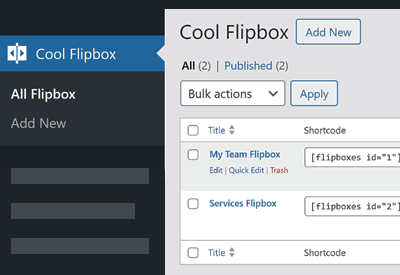 Cool Flipbox
All Flipbox
Add New
Cool Flipbox Add New
All (2) | Published (2)
Bulk actions Apply
Title Shortcode
My Team Flipbox [flipboxes id="1"]
Edit | Quick Edit | Trash
Services Flipbox [flipboxes id="2"]
Title Shortcode